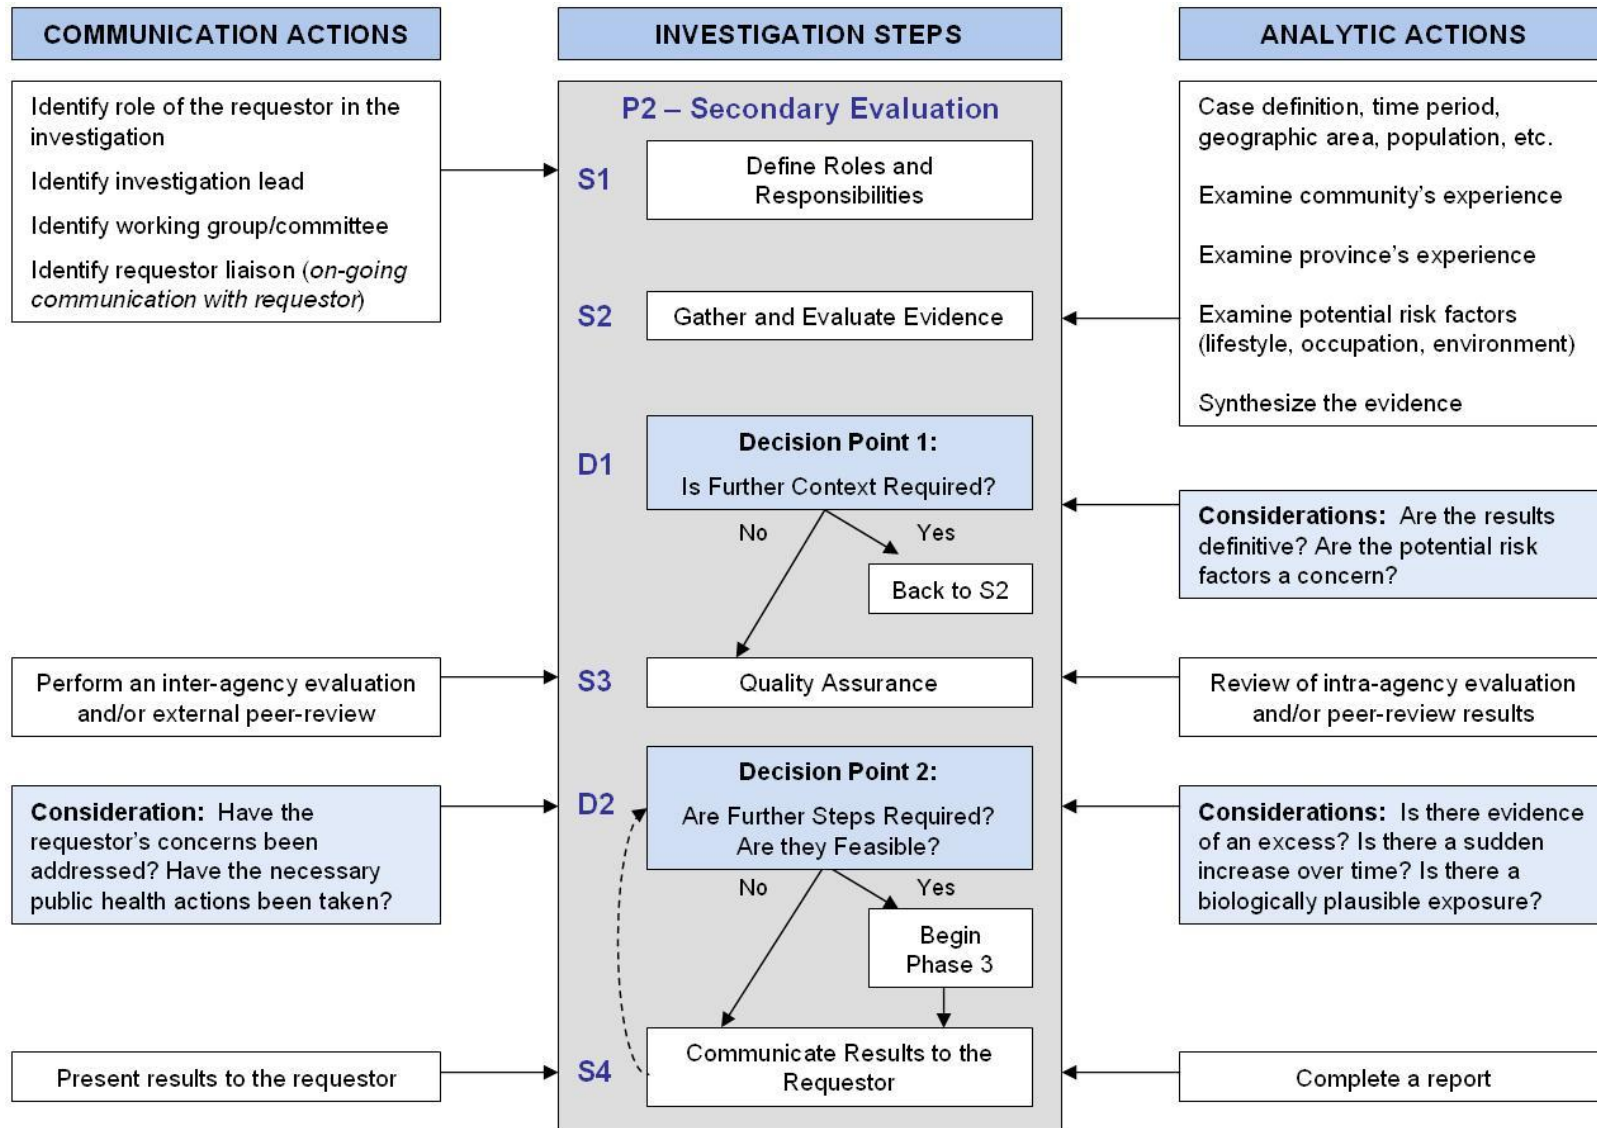 COMMUNICATION ACTIONS
INVESTIGATION STEPS
ANALYTIC ACTIONS
Identify role of the requestor in the
investigation
Identify investigation lead
Identify working group/committee
Identify requestor liaison (on-going
communication with requestor)
P2 – Secondary Evaluation
S1
Define Roles and
Responsibilities
S2
Gather and Evaluate Evidence
Case definition, time period,
geographic area, population, etc.
Examine community’s experience
Examine province’s experience
Examine potential risk factors
(lifestyle, occupation, environment)
Synthesize the evidence
D1
Decision Point 1:
Is Further Context Required?
No
Yes
Back to S2
Considerations: Are the results
definitive? Are the potential risk
factors a concern?
Perform an inter-agency evaluation
and/or external peer-review
S3
Quality Assurance
Review of intra-agency evaluation
and/or peer-review results
Consideration: Have the
requestor’s concerns been
addressed? Have the necessary
public health actions been taken?
D2
Decision Point 2:
Are Further Steps Required?
Are they Feasible?
No
Yes
Begin
Phase 3
Considerations: Is there evidence
of an excess? Is there a sudden
increase over time? Is there a
biologically plausible exposure?
Present results to the requestor
S4
Communicate Results to the
Requestor
Complete a report